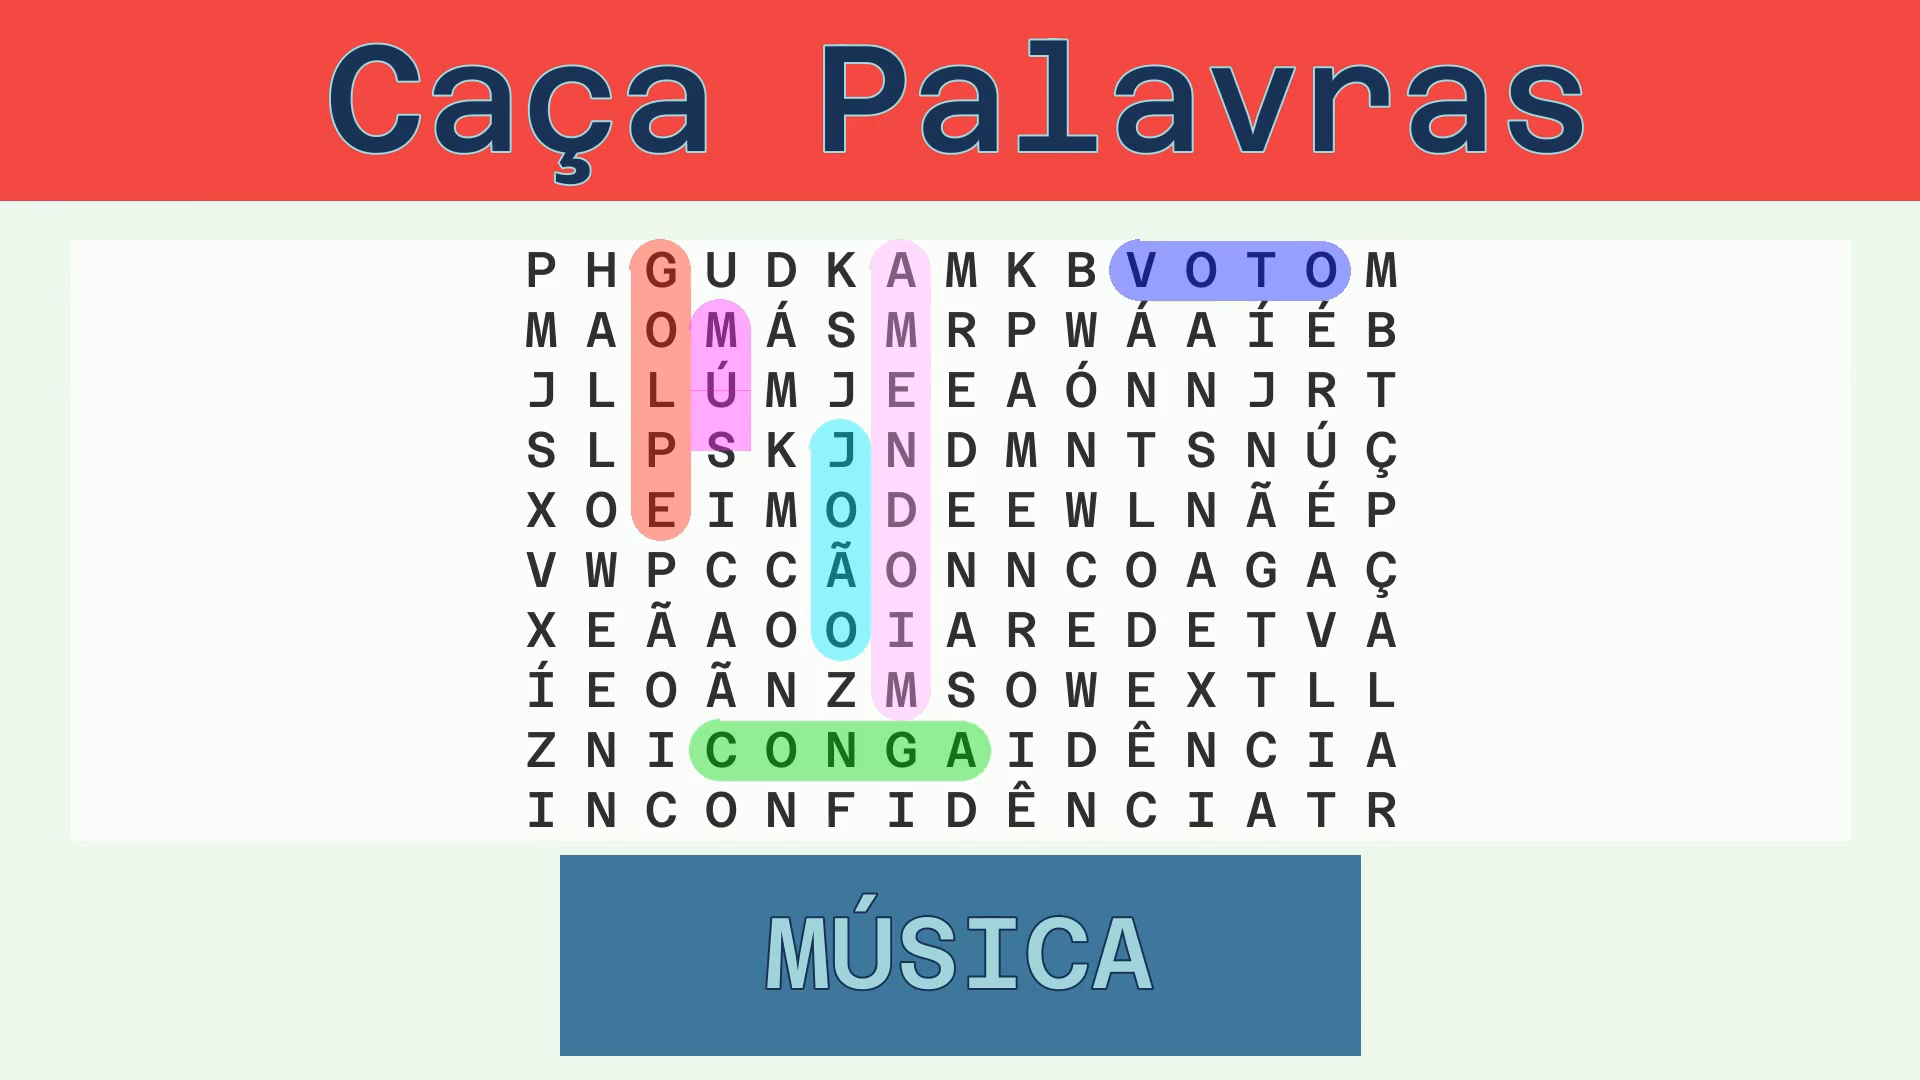 Caça Palavras
P H G U D K A M K B V O T O M
M A O M Á S M R P W Á A Í É B
J L L Ú M J E E A Ó N N J R T
S L P S K J N D M N T S N Ú Ç
X O E I M O D E E W L N Ã É P
V W P C C Ã O N N C O A G A Ç
X E Ã A O O I A R E D E T V A
Í E O Ã N Z M S O W E X T L L
Z N I C O N G A I D Ê N C I A
I N C O N F I D Ê N C I A T R
MÚSICA